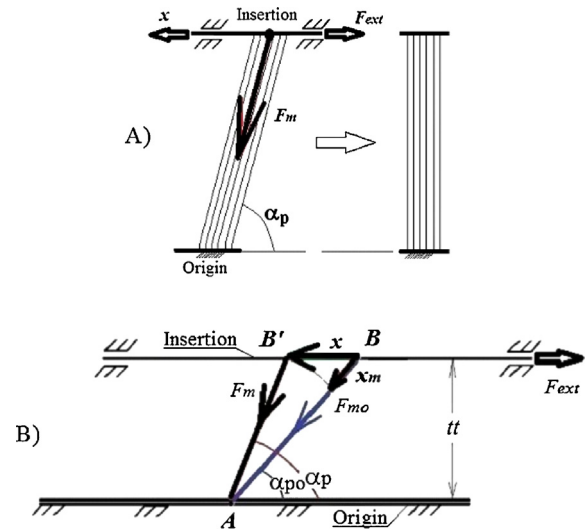 Insertion
x
Fext
Fm
A)
αp
Origin
Insertion
B'
x
B
xm
Fext
Fm
Fmo
tt
B)
αpo αp
Origin
A